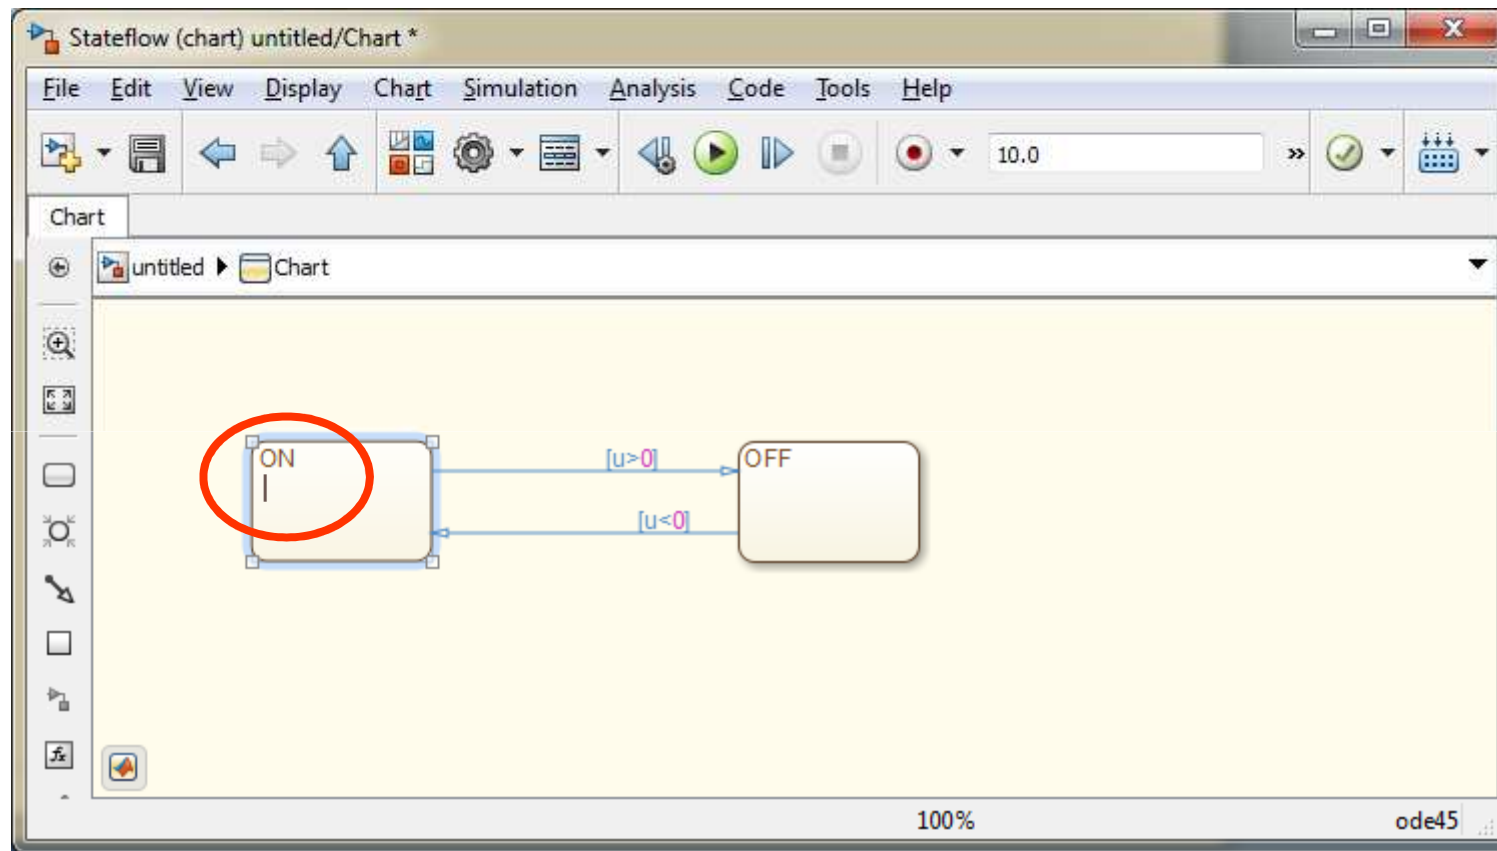 Stateflow (chart) untitled/Chart *
File Edit View Display Chart Simulation Analysis Code Tools Help
10.0 »
Chart
untitled Chart
ON [u>0] OFF
[u<0]
fx
100% ode45